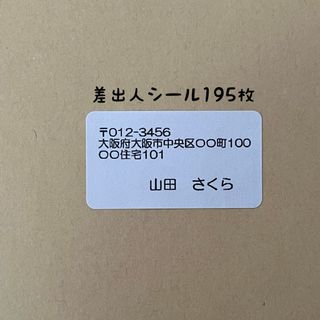 差出人シール195枚
〒012-3456
大阪府大阪市中央区〇〇町100
〇〇住宅101
山田　さくら